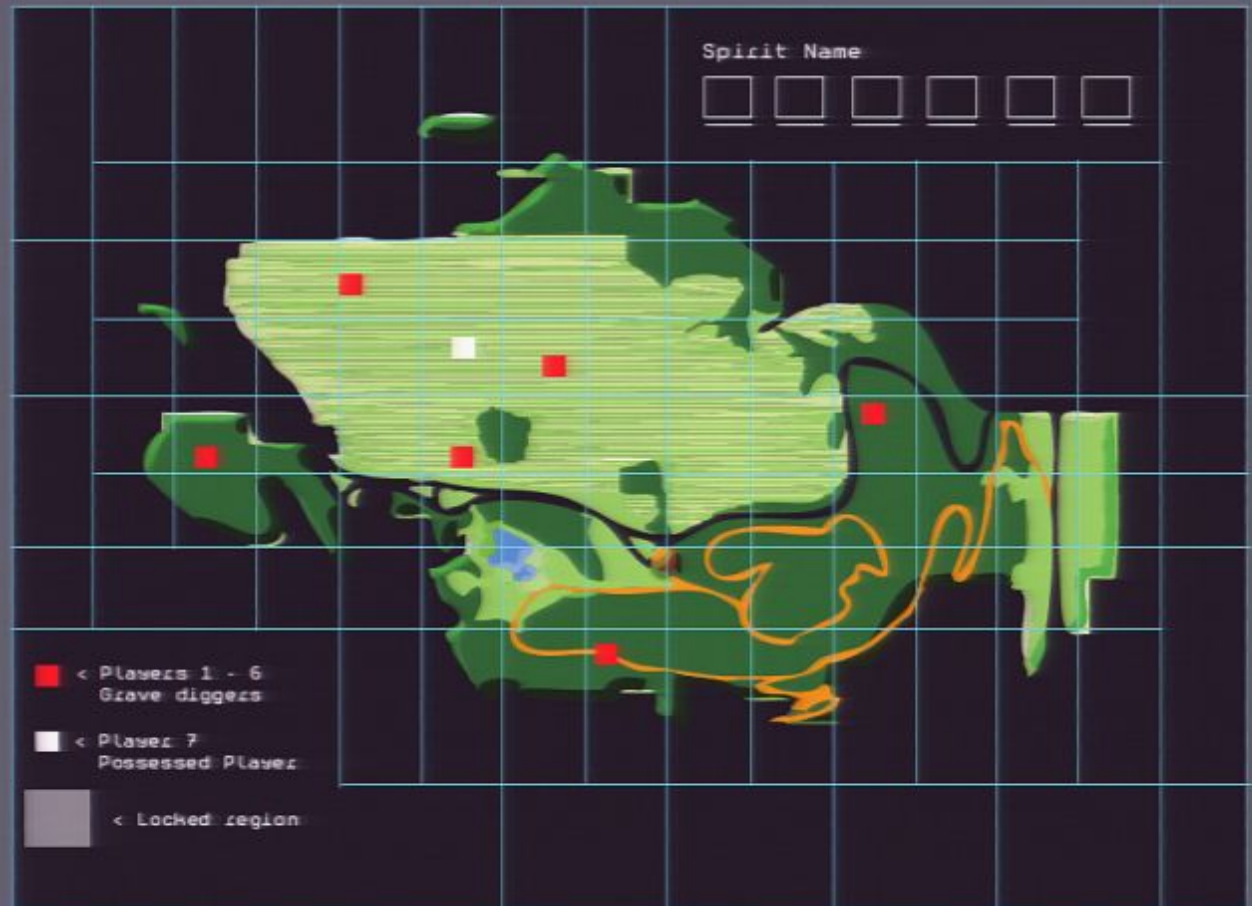 Spirit Name
< Players 1 - 6
Grave diggers
< Player 7
Possessed Player
< Locked region